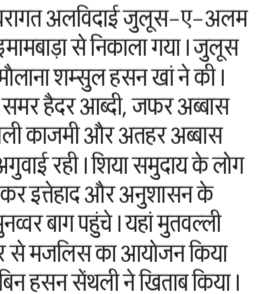 रागत अलविदाई जुलूस-ए-अलम
इमामबाड़ा से निकाला गया । जुलूस
मौलाना शम्सुल हसन खां ने की ।
समर हैदर आब्दी, जफर अब्बास
ली काजमी और अतहर अब्बास
अगुवाई रही । शिया समुदाय के लोग
कर इत्तेहाद और अनुशासन के
मुनव्वर बाग पहुंचे । यहां मुतवल्ली
र से मजलिस का आयोजन किया
बिन हसन सेंथली ने खिताब किया ।